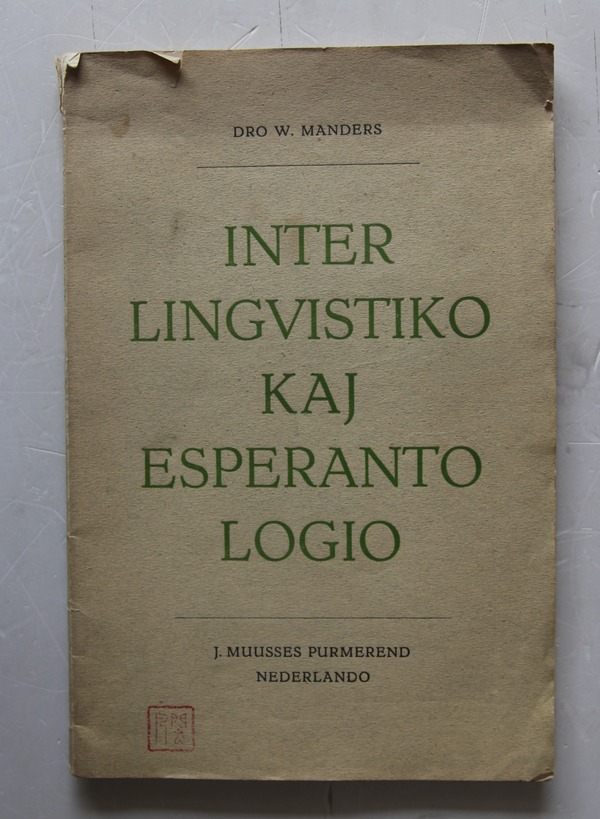 DRO W. MANDERS
INTER
LINGVISTIKO
KAJ
ESPERANTO
LOGIO
J. MUUSSES PURMEREND
NEDERLANDO